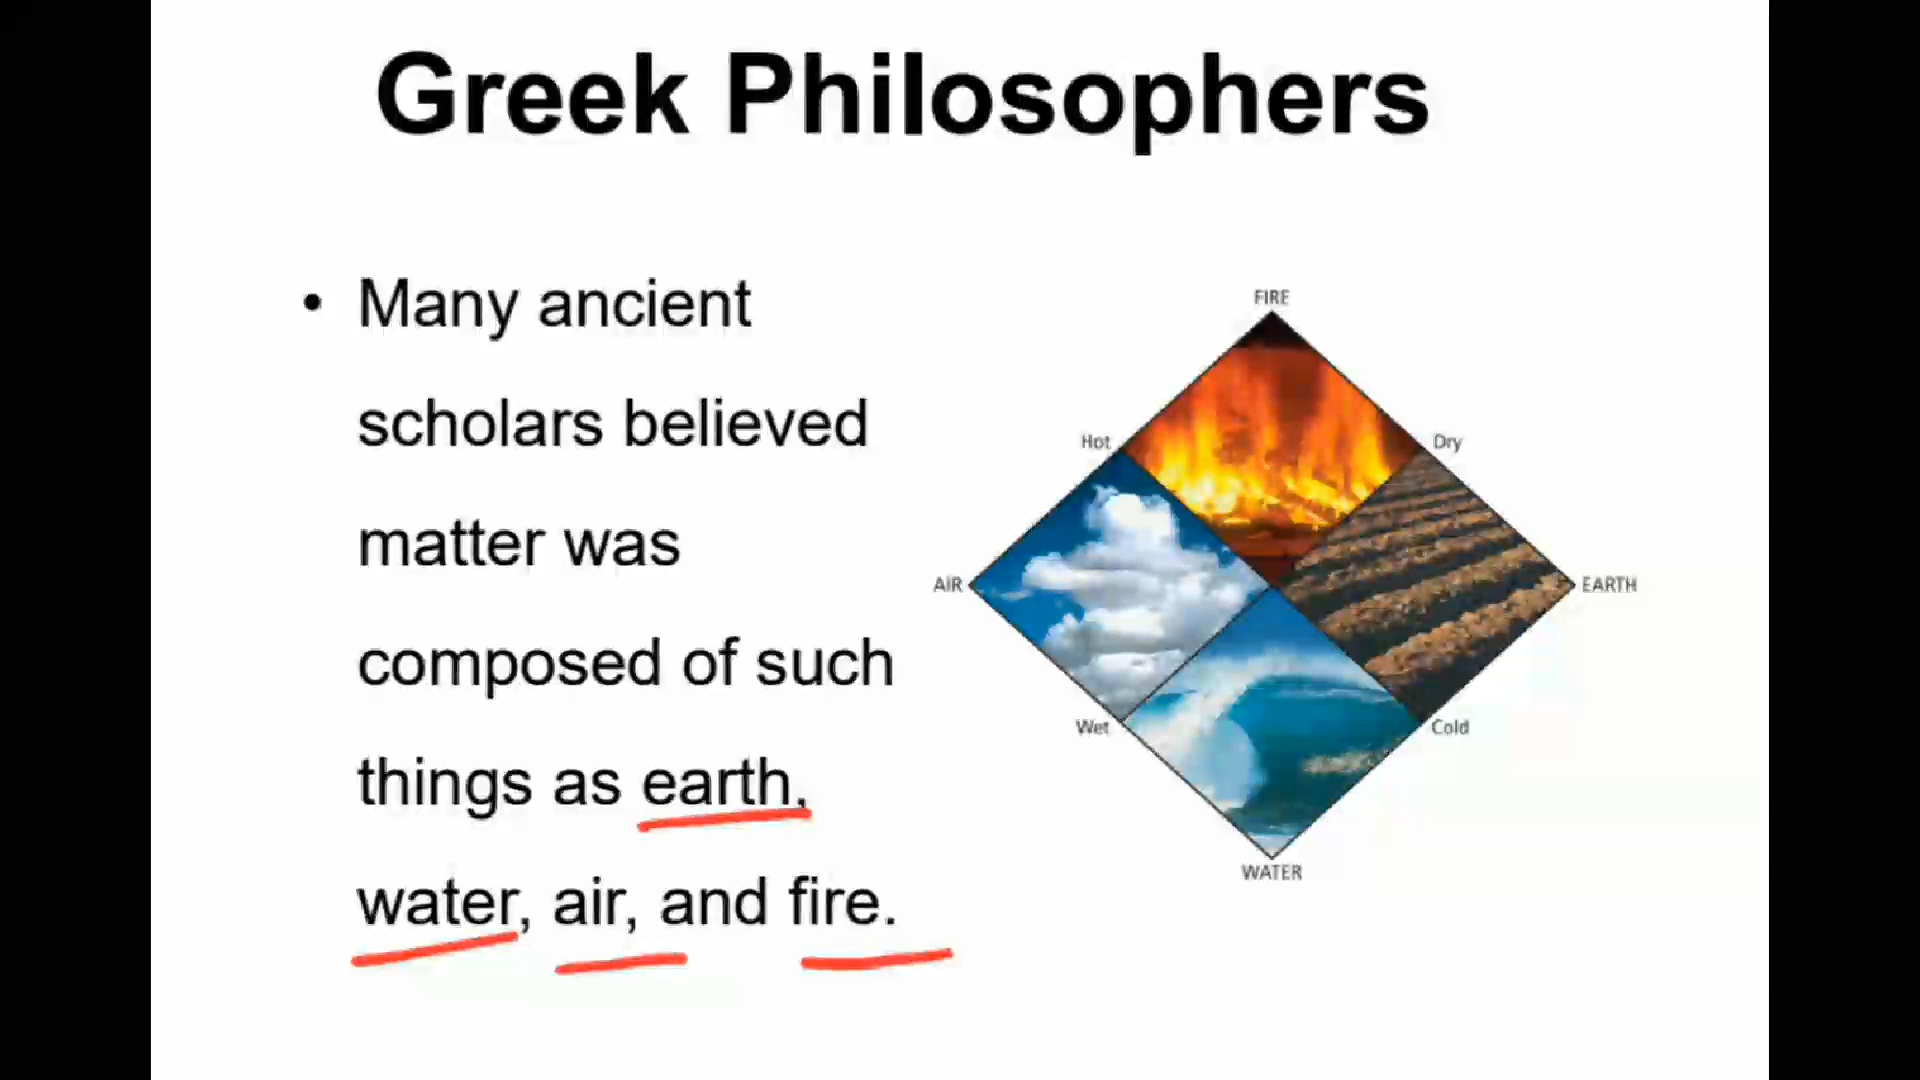 Greek Philosophers
• Many ancient
scholars believed
matter was
composed of such
things as earth,
water, air, and fire.
FIRE
Hot
Dry
AIR
EARTH
Wet
Cold
WATER